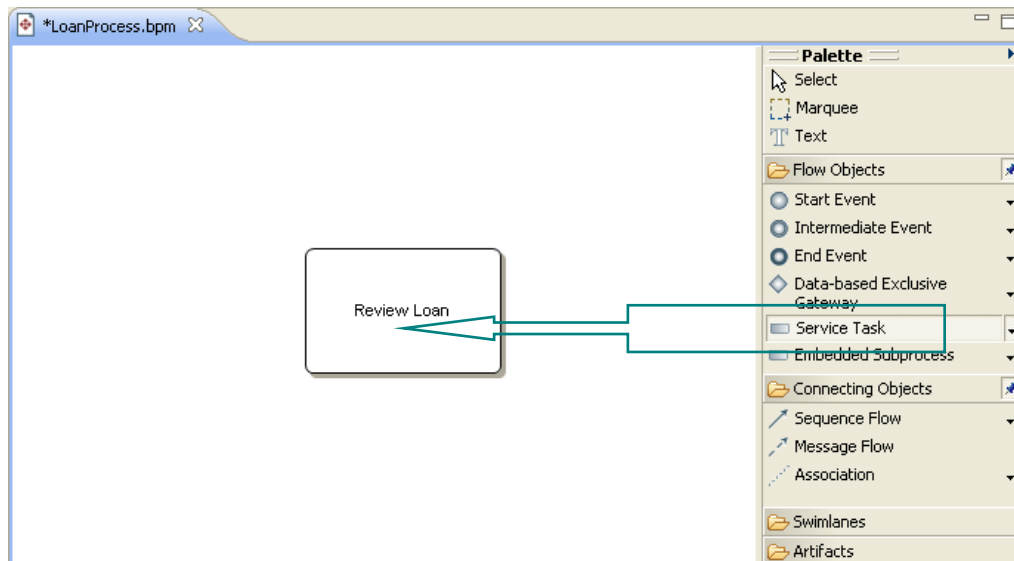 *LoanProcess.bpm
Palette
Select
Marquee
Text
Flow Objects
Start Event
Intermediate Event
End Event
Data-based Exclusive
Gateway
Review Loan
Service Task
Embedded Subprocess
Connecting Objects
Sequence Flow
Message Flow
Association
Swimlanes
Artifacts